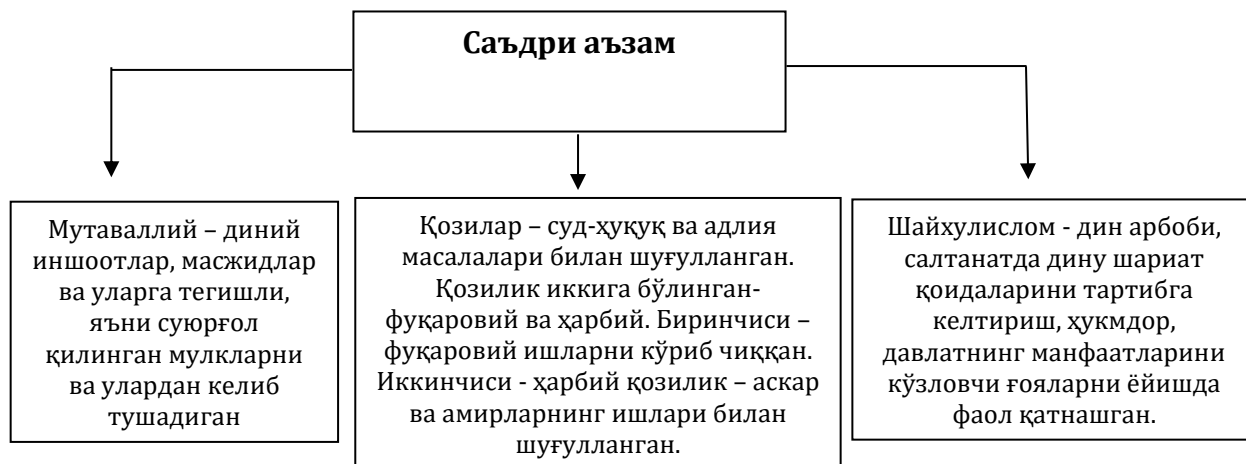 Саъдри аъзам
Мутаваллий – диний
иншоотлар, масжидлар
ва уларга тегишли,
яъни суюрғол
қилинган мулкларни
ва улардан келиб
тушадиган
Қозилар – суд-ҳуқуқ ва адлия
масалалари билан шуғулланган.
Қозилик иккига бўлинган-
фуқаровий ва ҳарбий. Биринчиси –
фуқаровий ишларни кўриб чиққан.
Иккинчиси - ҳарбий қозилик – аскар
ва амирларнинг ишлари билан
шуғулланган.
Шайхулислом - дин арбоби,
салтанатда дину шариат
қоидаларини тартибга
келтириш, ҳукмдор,
давлатнинг манфаатларини
кўзловчи ғояларни ёйишда
фаол қатнашган.